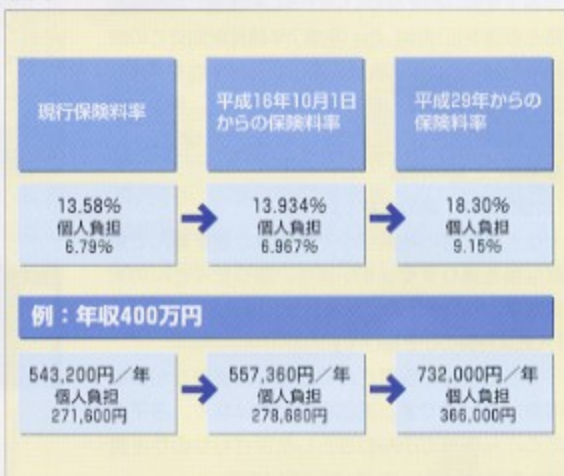 現行保険料率
平成16年10月1日
からの保険料率
平成29年からの
保険料率
13.58%
個人負担
6.79%
13.934%
個人負担
6.967%
18.30%
個人負担
9.15%
例：年収400万円
543,200円／年
個人負担
271,600円
557,360円／年
個人負担
278,680円
732,000円／年
個人負担
366,000円